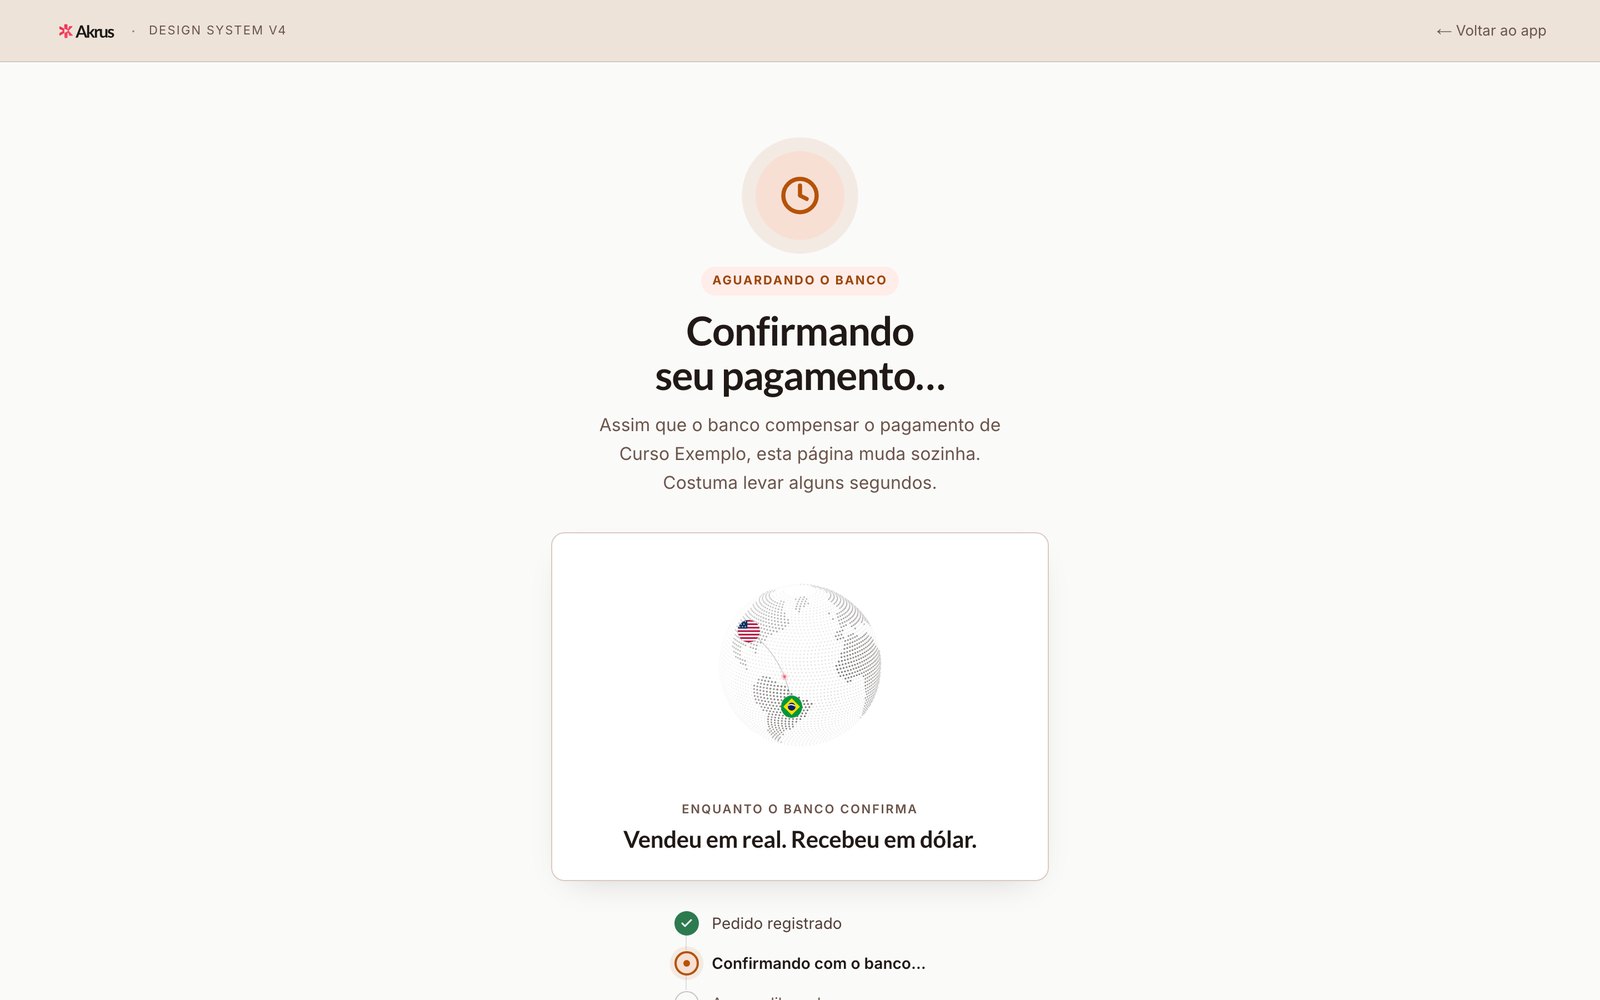 Akrus · DESIGN SYSTEM V4
← Voltar ao app
AGUARDANDO O BANCO
Confirmando
seu pagamento...
Assim que o banco compensar o pagamento de
Curso Exemplo, esta página muda sozinha.
Costuma levar alguns segundos.
ENQUANTO O BANCO CONFIRMA
Vendeu em real. Recebeu em dólar.
Pedido registrado
Confirmando com o banco...